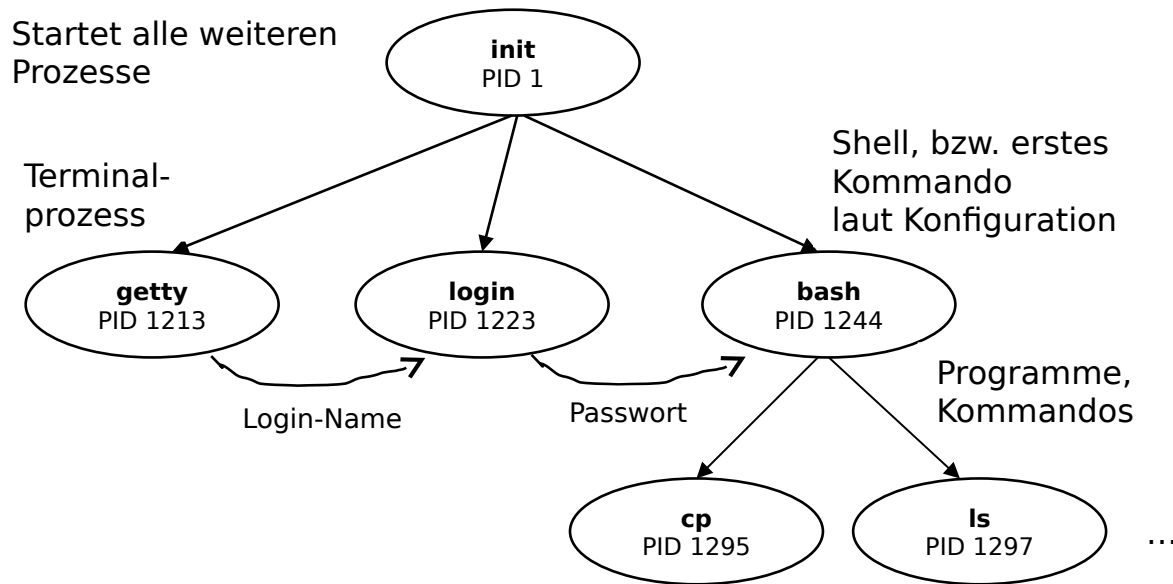 Startet alle weiteren
Prozesse
init
PID 1
Terminal-
prozess
Shell, bzw. erstes
Kommando
laut Konfiguration
getty
PID 1213
login
PID 1223
bash
PID 1244
Login-Name
Passwort
Programme,
Kommandos
cp
PID 1295
ls
PID 1297
...